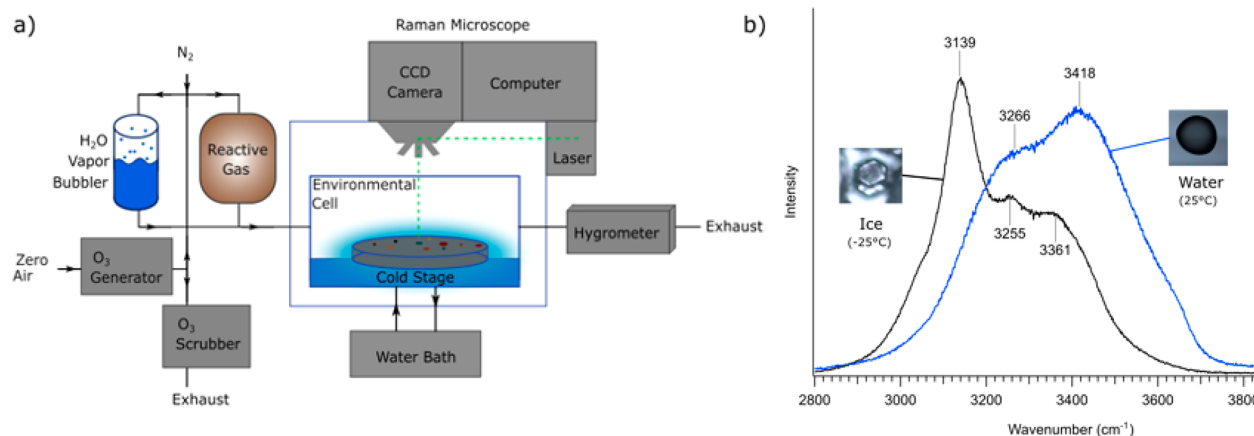 a)
Raman Microscope
N2
CCD
Camera
Computer
H2O
Vapor
Bubbler
Reactive
Gas
Laser
Environmental
Cell
Hygrometer
Exhaust
Zero
Air
O3
Generator
Cold Stage
O3
Scrubber
Water Bath
Exhaust
b)
3139
3418
3266
Intensity
Ice
(-25°C)
Water
(25°C)
3255
3361
2800
3000
3200
3400
3600
3800
Wavenumber (cm-1)